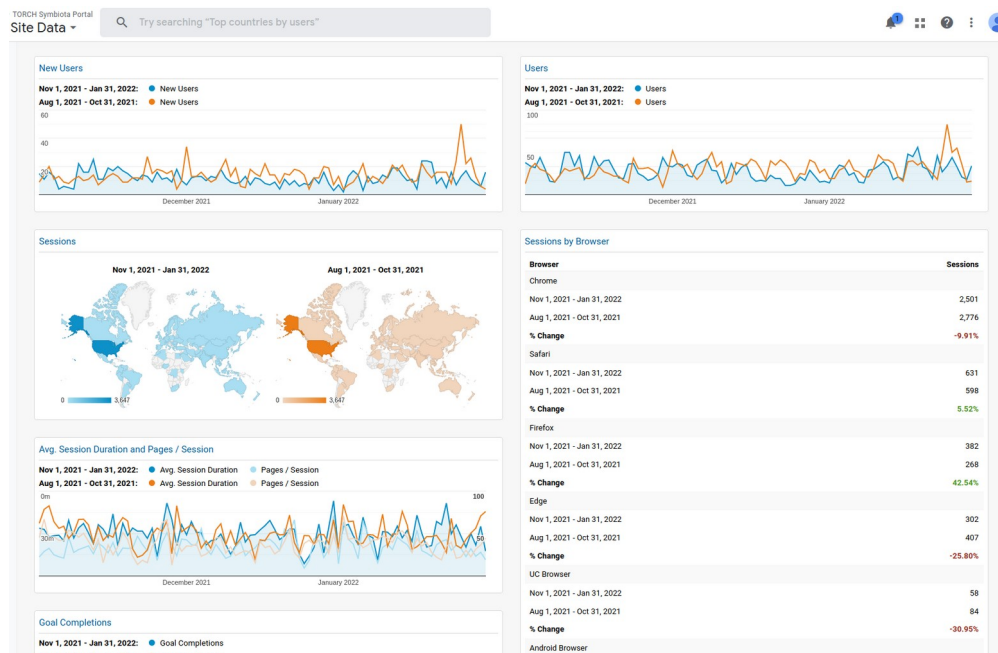 TORCH Symbiota Portal
Site Data
Try searching "Top countries by users"
1
New Users
Nov 1, 2021 - Jan 31, 2022: New Users
Aug 1, 2021 - Oct 31, 2021: New Users
60
40
20
December 2021 January 2022
Users
Nov 1, 2021 - Jan 31, 2022: Users
Aug 1, 2021 - Oct 31, 2021: Users
100
50
December 2021 January 2022
Sessions
Nov 1, 2021 - Jan 31, 2022 Aug 1, 2021 - Oct 31, 2021
0 3,647 0 3,647
Avg. Session Duration and Pages / Session
Nov 1, 2021 - Jan 31, 2022: Avg. Session Duration Pages / Session
Aug 1, 2021 - Oct 31, 2021: Avg. Session Duration Pages / Session
0m 100
30m 50
December 2021 January 2022
Goal Completions
Nov 1, 2021 - Jan 31, 2022: Goal Completions
Sessions by Browser
Browser Sessions
Chrome
Nov 1, 2021 - Jan 31, 2022 2,501
Aug 1, 2021 - Oct 31, 2021 2,776
% Change -9.91%
Safari
Nov 1, 2021 - Jan 31, 2022 631
Aug 1, 2021 - Oct 31, 2021 598
% Change 5.52%
Firefox
Nov 1, 2021 - Jan 31, 2022 382
Aug 1, 2021 - Oct 31, 2021 268
% Change 42.54%
Edge
Nov 1, 2021 - Jan 31, 2022 302
Aug 1, 2021 - Oct 31, 2021 407
% Change -25.80%
UC Browser
Nov 1, 2021 - Jan 31, 2022 58
Aug 1, 2021 - Oct 31, 2021 84
% Change -30.95%
Android Browser